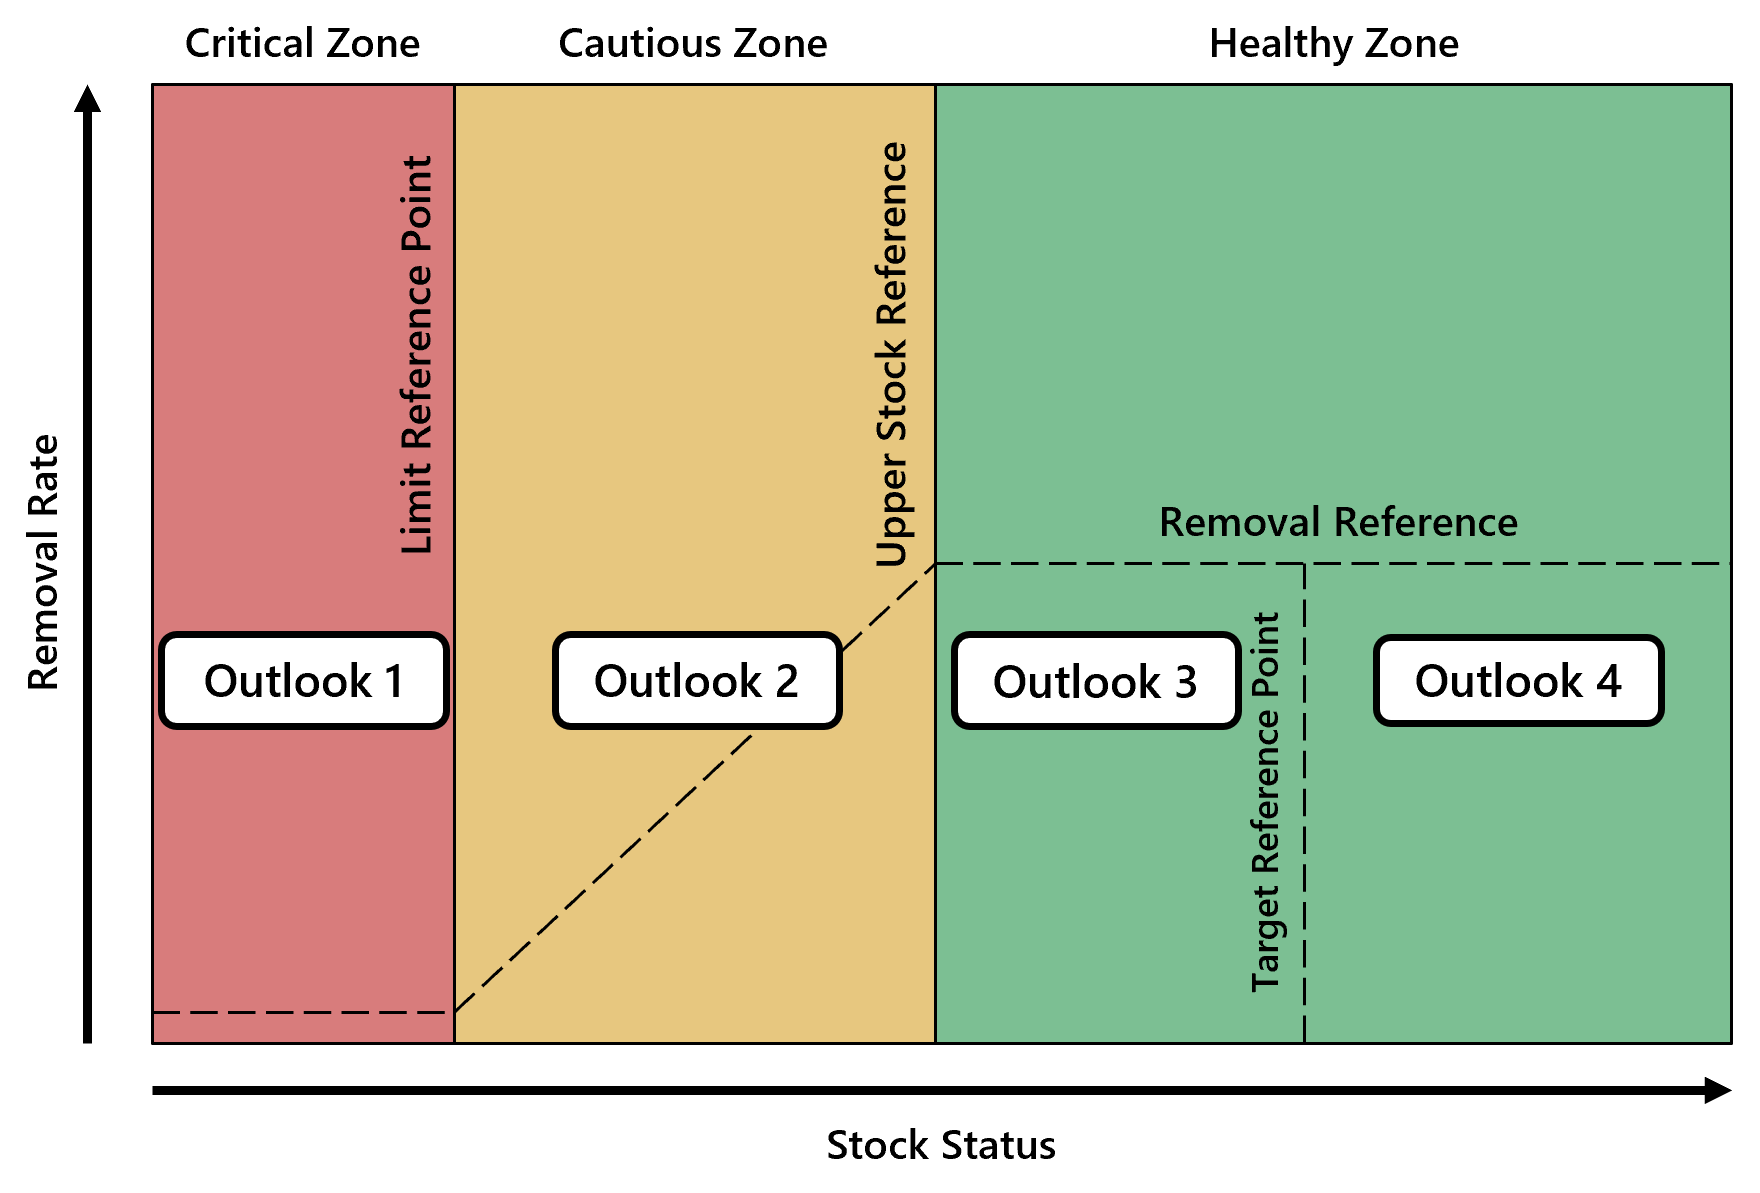 Critical Zone
Cautious Zone
Healthy Zone
Limit Reference Point
Upper Stock Reference
Removal Reference
Removal Rate
Outlook 1
Outlook 2
Outlook 3
Target Reference Point
Outlook 4
Stock Status